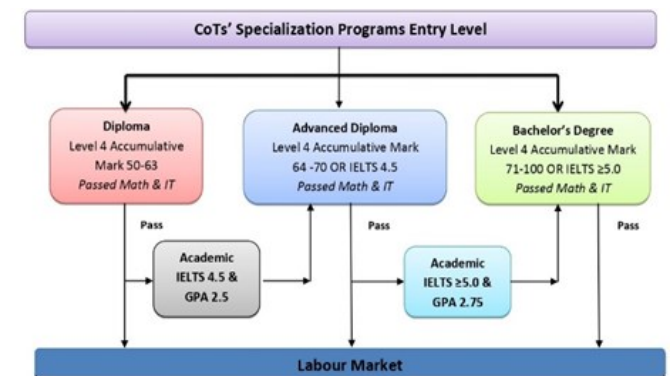 CoTs' Specialization Programs Entry Level
Diploma
Level 4 Accumulative
Mark 50-63
Passed Math & IT
Advanced Diploma
Level 4 Accumulative Mark
64 -70 OR IELTS 4.5
Passed Math & IT
Bachelor's Degree
Level 4 Accumulative Mark
71-100 OR IELTS ≥5.0
Passed Math & IT
Pass
Pass
Pass
Academic
IELTS 4.5 &
GPA 2.5
Academic
IELTS ≥5.0 &
GPA 2.75
Labour Market